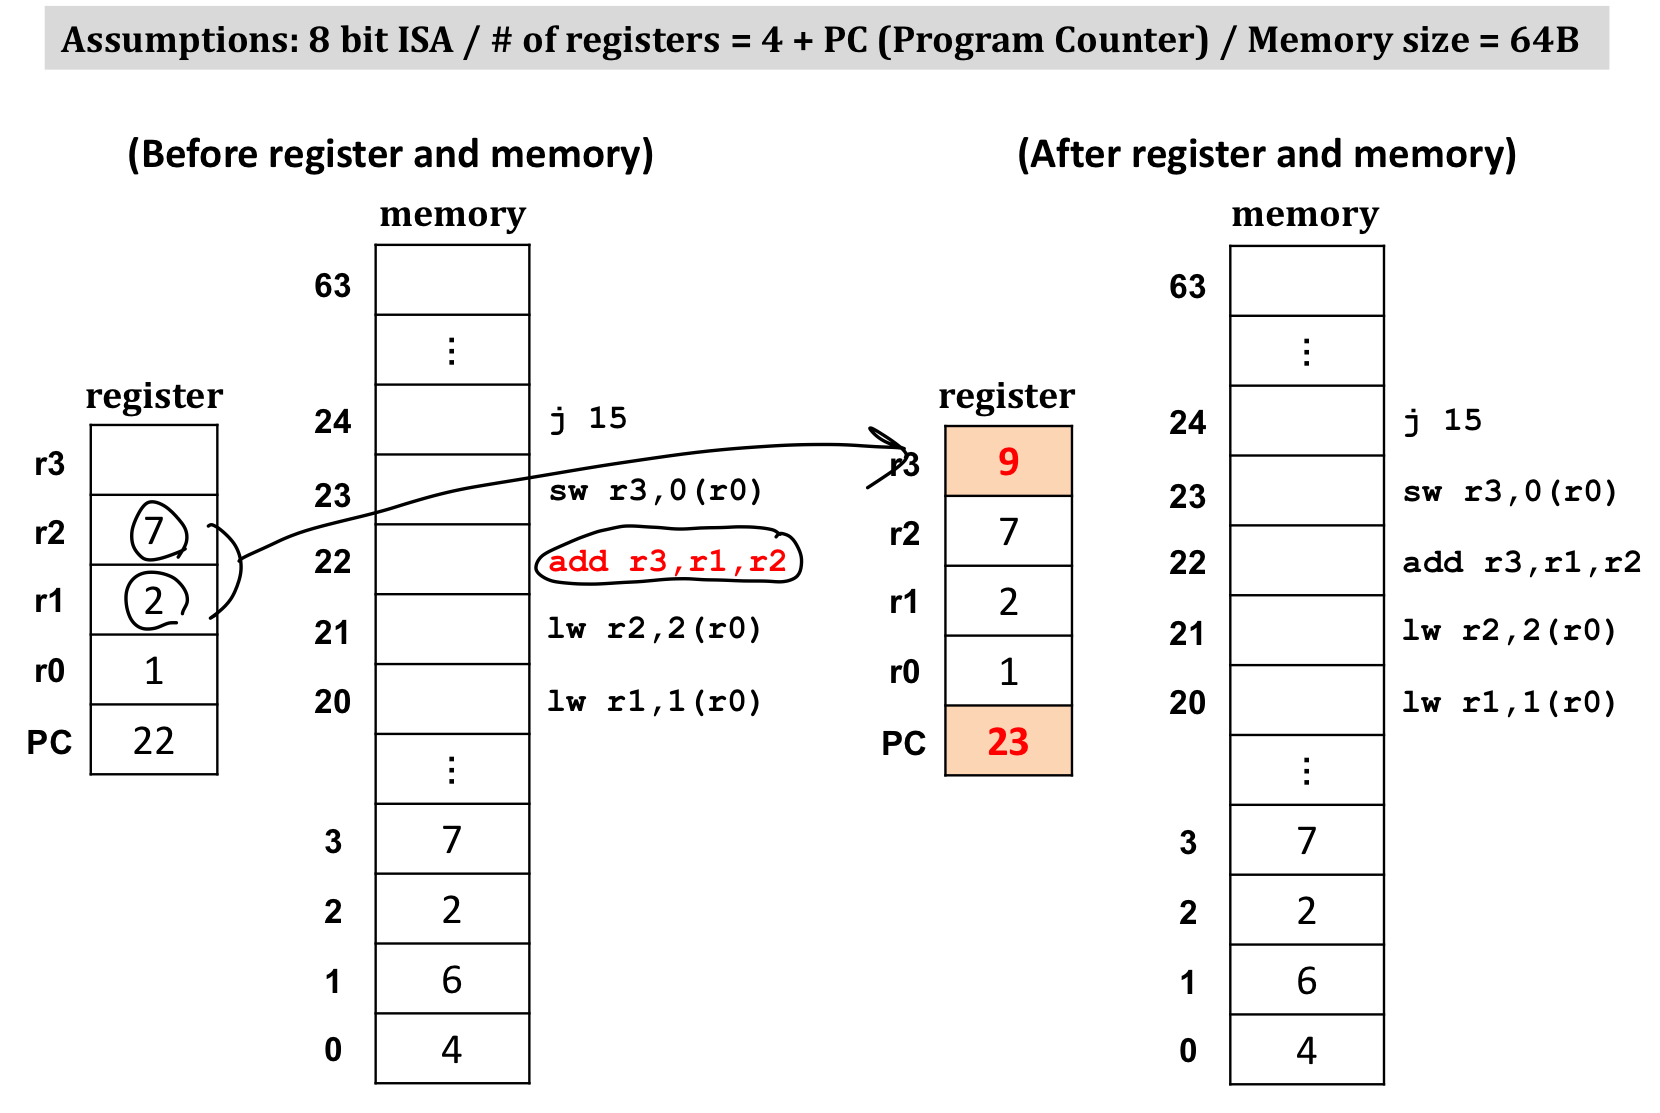 Assumptions: 8 bit ISA / # of registers = 4 + PC (Program Counter) / Memory size = 64B
(Before register and memory)
memory
63
⋮
24 j 15
23 sw r3,0(r0)
22 add r3,r1,r2
21 lw r2,2(r0)
20 lw r1,1(r0)
⋮
3 7
2 2
1 6
0 4
register
r3
r2 7
r1 2
r0 1
PC 22
(After register and memory)
memory
63
⋮
24 j 15
23 sw r3,0(r0)
22 add r3,r1,r2
21 lw r2,2(r0)
20 lw r1,1(r0)
⋮
3 7
2 2
1 6
0 4
register
r3 9
r2 7
r1 2
r0 1
PC 23